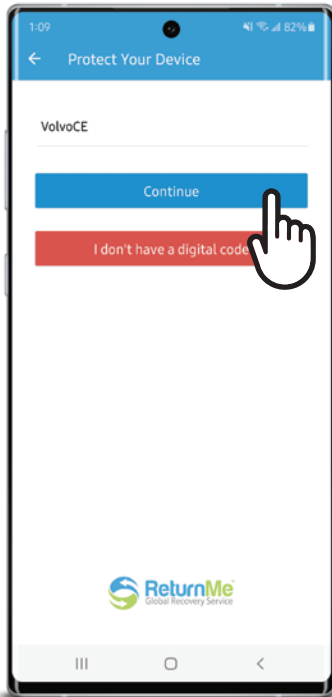 1:09 82%
Protect Your Device
VolvoCE
Continue
I don't have a digital code
ReturnMe
Global Recovery Service